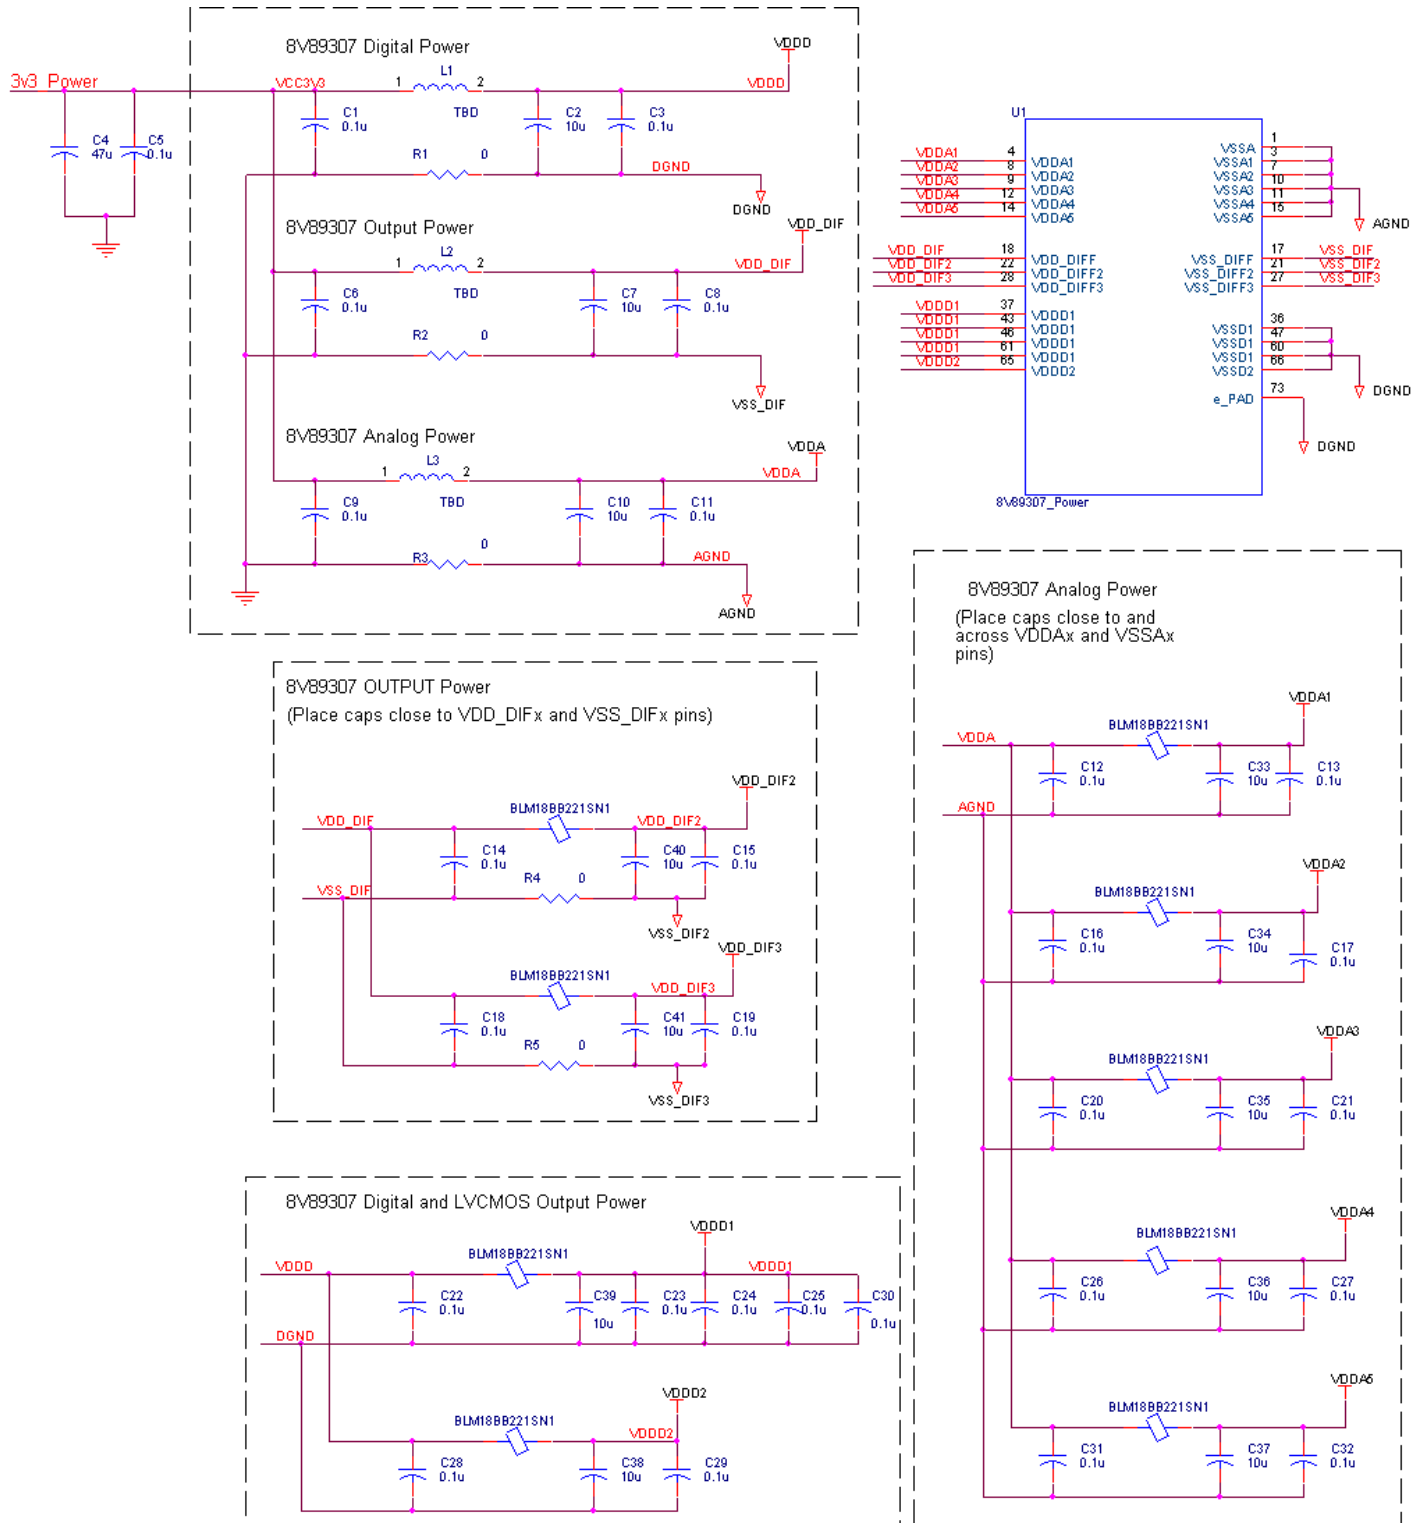 8V89307 Digital Power
VDDD
3v3_Power
VCC3V3
1
L1
2
VDDD
TBD
C4
47u
C5
0.1u
C1
0.1u
C2
10u
C3
0.1u
R1
0
DGND
DGND
8V89307 Output Power
VDD_DIF
1
L2
2
VDD_DIF
TBD
C6
0.1u
C7
10u
C8
0.1u
R2
0
VSS_DIF
8V89307 Analog Power
VDDA
1
L3
2
VDDA
TBD
C9
0.1u
C10
10u
C11
0.1u
R3
0
AGND
AGND
U1
VDDA1 4 VDDA1
VDDA2 8 VDDA2
VDDA3 9 VDDA3
VDDA4 12 VDDA4
VDDA5 14 VDDA5
VSSA 1
VSSA1 3
VSSA2 7
VSSA3 10
VSSA4 11
VSSA5 15
AGND
VDD_DIF 18 VDD_DIFF
VDD_DIF2 22 VDD_DIFF2
VDD_DIF3 28 VDD_DIFF3
VSS_DIFF 17 VSS_DIF
VSS_DIFF2 21 VSS_DIF2
VSS_DIFF3 27 VSS_DIF3
VDDD1 37 VDDD1
VDDD1 43 VDDD1
VDDD1 46 VDDD1
VDDD1 61 VDDD1
VDDD2 65 VDDD2
VSSD1 36
VSSD1 47
VSSD1 60
VSSD2 66
DGND
e_PAD 73
DGND
8V89307_Power
8V89307 OUTPUT Power
(Place caps close to VDD_DIFx and VSS_DIFx pins)
VDD_DIF2
BLM18BB221SN1
VDD_DIF
VDD_DIF2
C14
0.1u
C40
10u
C15
0.1u
R4
0
VSS_DIF
VSS_DIF2
VDD_DIF3
BLM18BB221SN1
VDD_DIF3
C18
0.1u
C41
10u
C19
0.1u
R5
0
VSS_DIF3
8V89307 Digital and LVCMOS Output Power
VDDD1
BLM18BB221SN1
VDDD
VDDD1
C22
0.1u
C39
10u
C23
0.1u
C24
0.1u
C25
0.1u
C30
0.1u
DGND
VDDD2
BLM18BB221SN1
VDDD2
C28
0.1u
C38
10u
C29
0.1u
8V89307 Analog Power
(Place caps close to and
across VDDAx and VSSAx
pins)
VDDA1
BLM18BB221SN1
VDDA
C12
0.1u
C33
10u
C13
0.1u
AGND
VDDA2
BLM18BB221SN1
C16
0.1u
C34
10u
C17
0.1u
VDDA3
BLM18BB221SN1
C20
0.1u
C35
10u
C21
0.1u
VDDA4
BLM18BB221SN1
C26
0.1u
C36
10u
C27
0.1u
VDDA5
BLM18BB221SN1
C31
0.1u
C37
10u
C32
0.1u